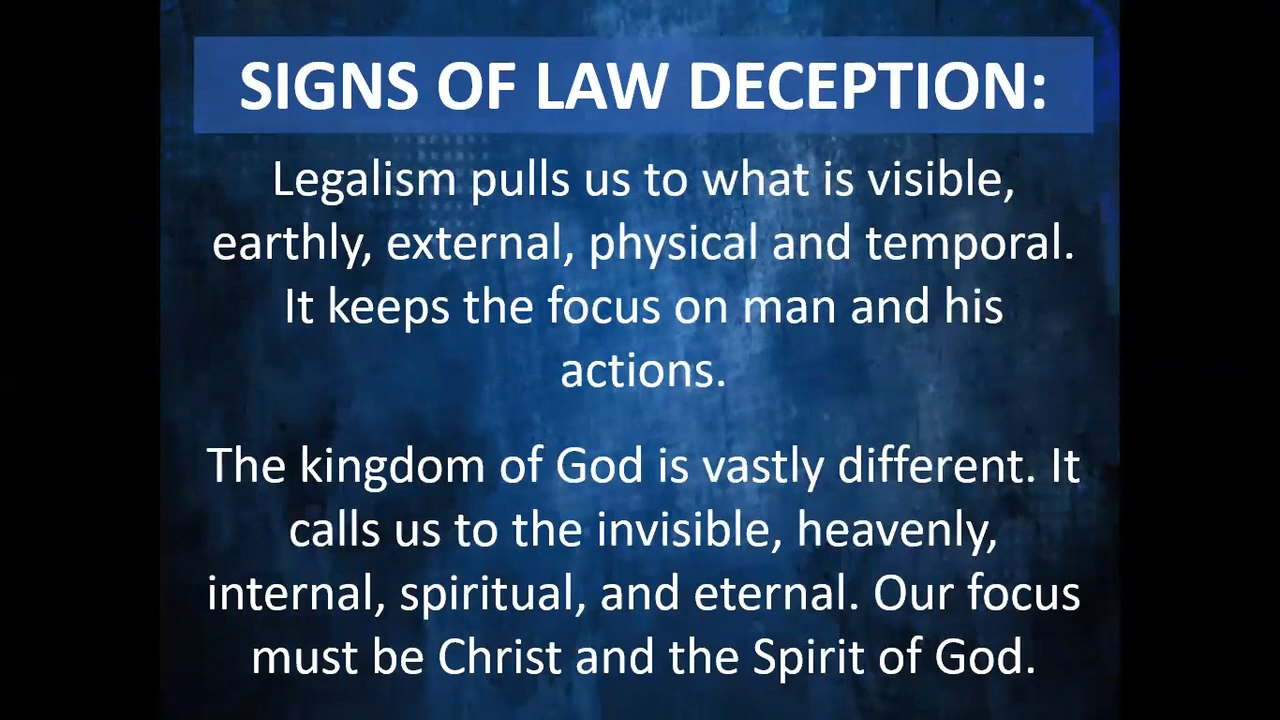 SIGNS OF LAW DECEPTION:
Legalism pulls us to what is visible,
earthly, external, physical and temporal.
It keeps the focus on man and his
actions.
The kingdom of God is vastly different. It
calls us to the invisible, heavenly,
internal, spiritual, and eternal. Our focus
must be Christ and the Spirit of God.